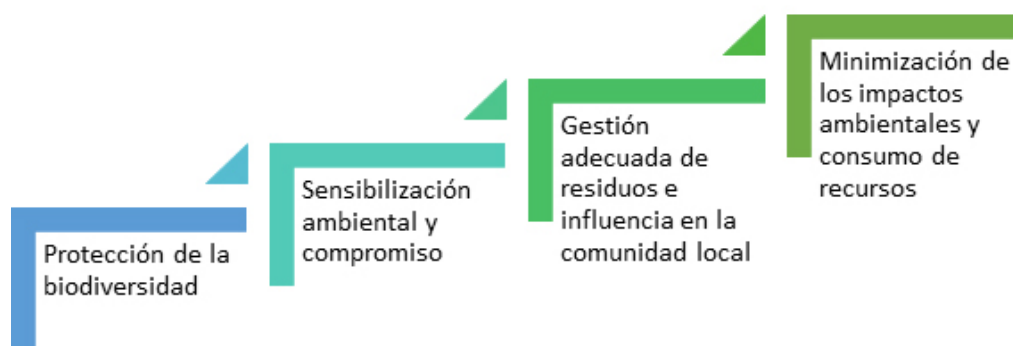 Protección de la
biodiversidad
Sensibilización
ambiental y
compromiso
Gestión
adecuada de
residuos e
influencia en la
comunidad local
Minimización de
los impactos
ambientales y
consumo de
recursos